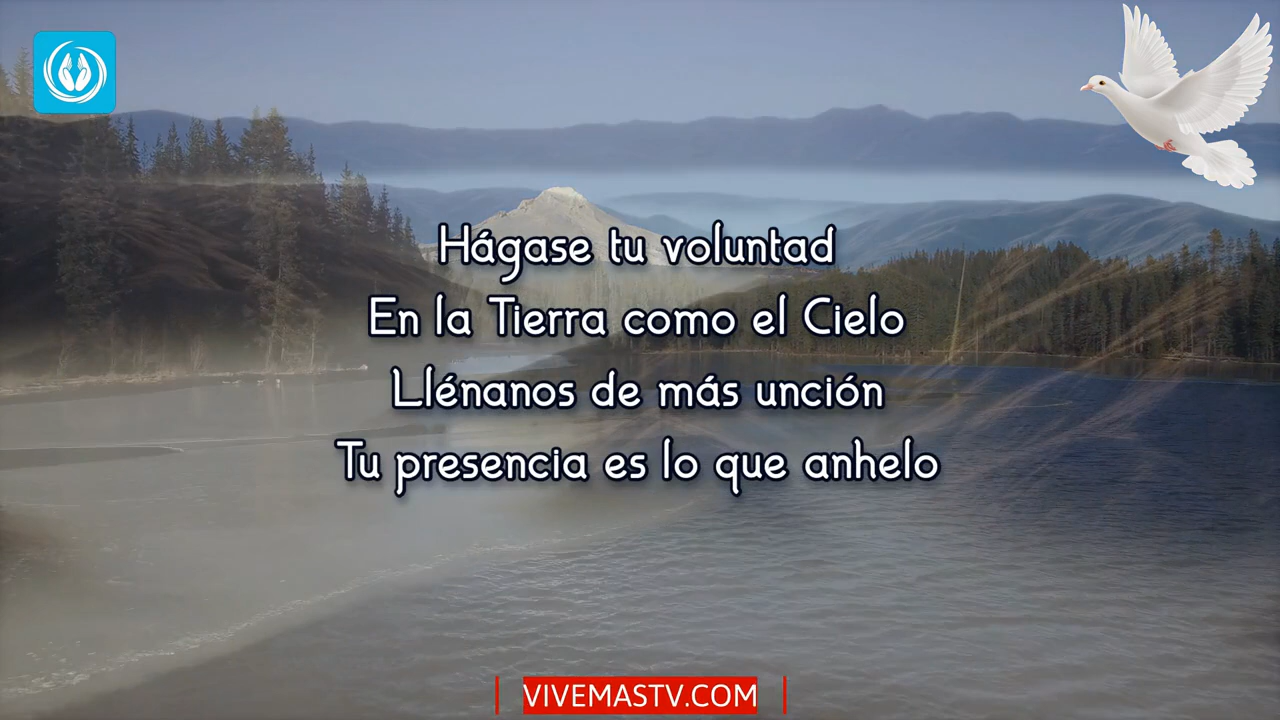 Hágase tu voluntad
En la Tierra como el Cielo
Llénanos de más unción
Tu presencia es lo que anhelo
VIVEMASTV.COM